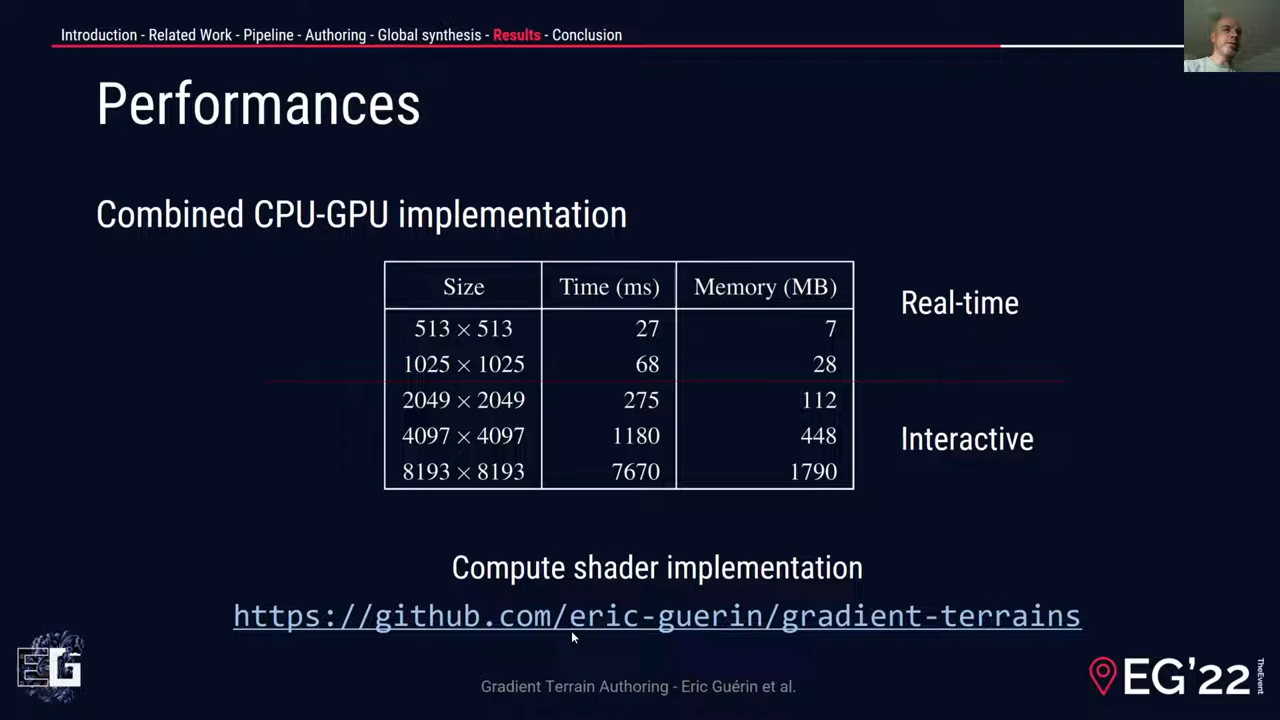 Introduction - Related Work - Pipeline - Authoring - Global synthesis - Results - Conclusion
Performances
Combined CPU-GPU implementation
Size Time (ms) Memory (MB)
513 × 513 27 7
1025 × 1025 68 28
2049 × 2049 275 112
4097 × 4097 1180 448
8193 × 8193 7670 1790
Real-time
Interactive
Compute shader implementation
https://github.com/eric-guerin/gradient-terrains
EG
Gradient Terrain Authoring - Eric Guérin et al.
EG'22
TheEvent